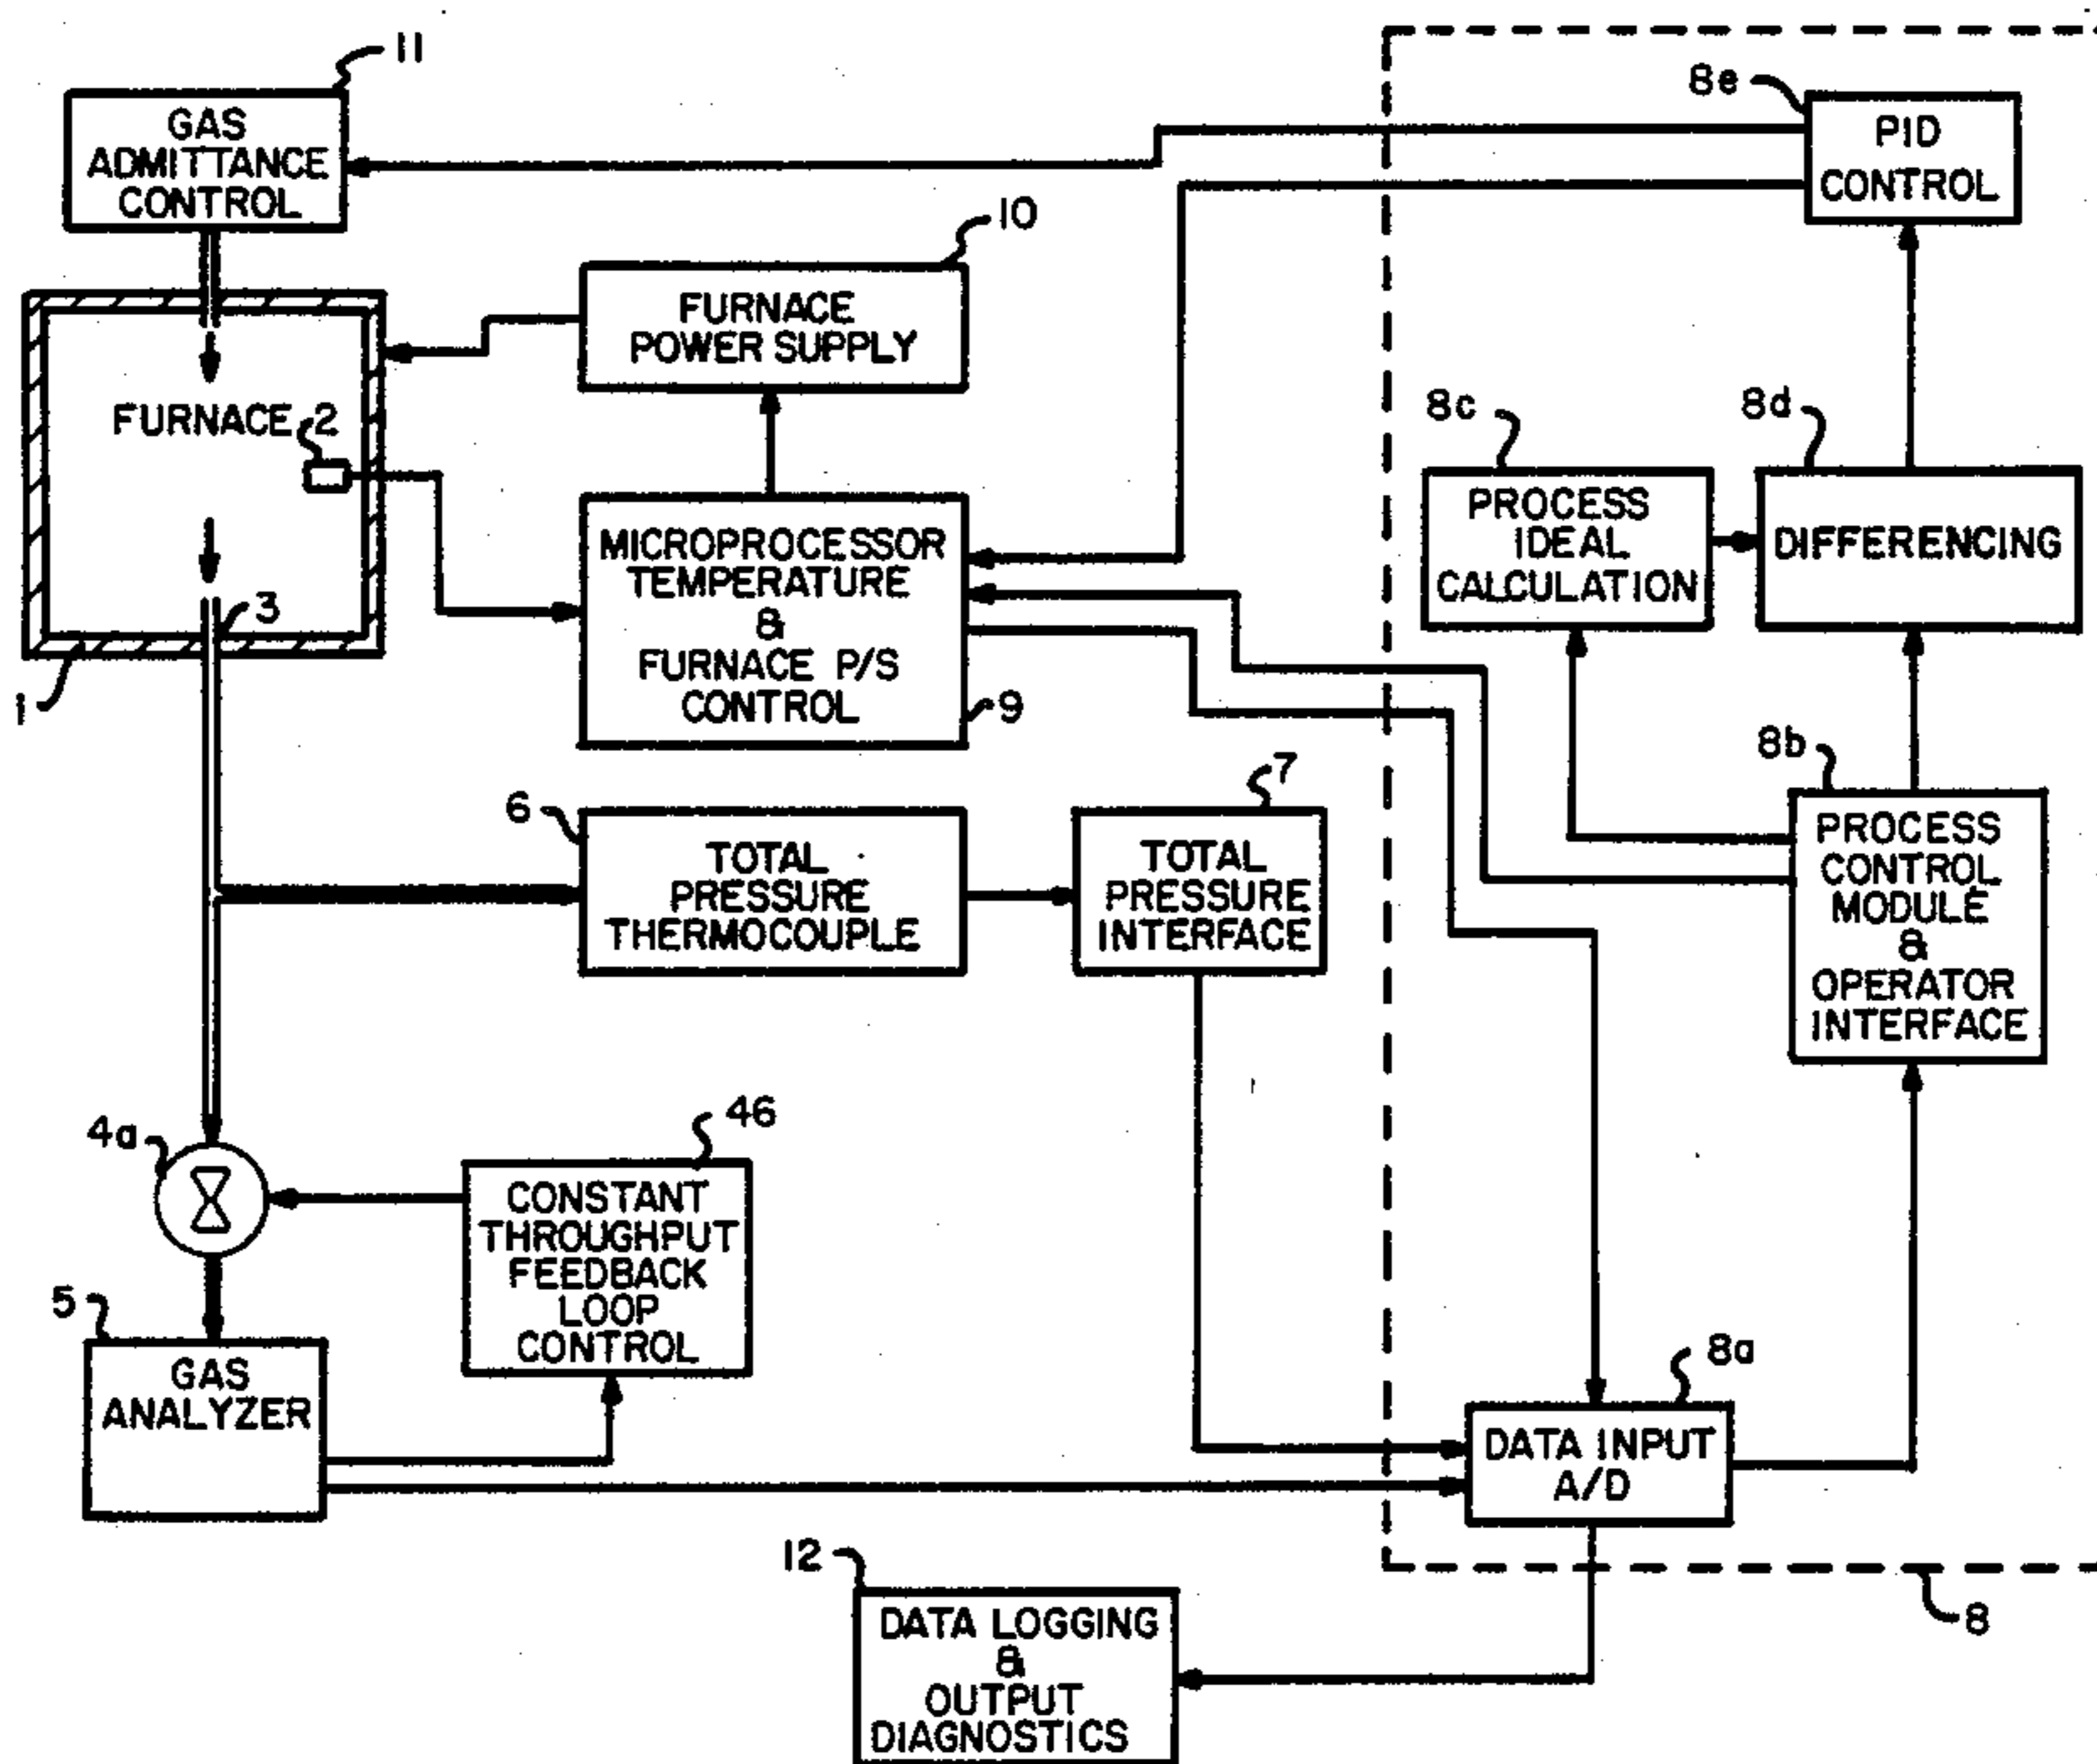 11
GAS
ADMITTANCE
CONTROL
8e
PID
CONTROL
10
FURNACE
POWER SUPPLY
FURNACE
2
3
1
MICROPROCESSOR
TEMPERATURE
&
FURNACE P/S
CONTROL
9
8c
PROCESS
IDEAL
CALCULATION
8d
DIFFERENCING
8b
PROCESS
CONTROL
MODULE
&
OPERATOR
INTERFACE
6
TOTAL
PRESSURE
THERMOCOUPLE
7
TOTAL
PRESSURE
INTERFACE
4a
46
CONSTANT
THROUGHPUT
FEEDBACK
LOOP
CONTROL
5
GAS
ANALYZER
8a
DATA INPUT
A/D
8
12
DATA LOGGING
&
OUTPUT
DIAGNOSTICS